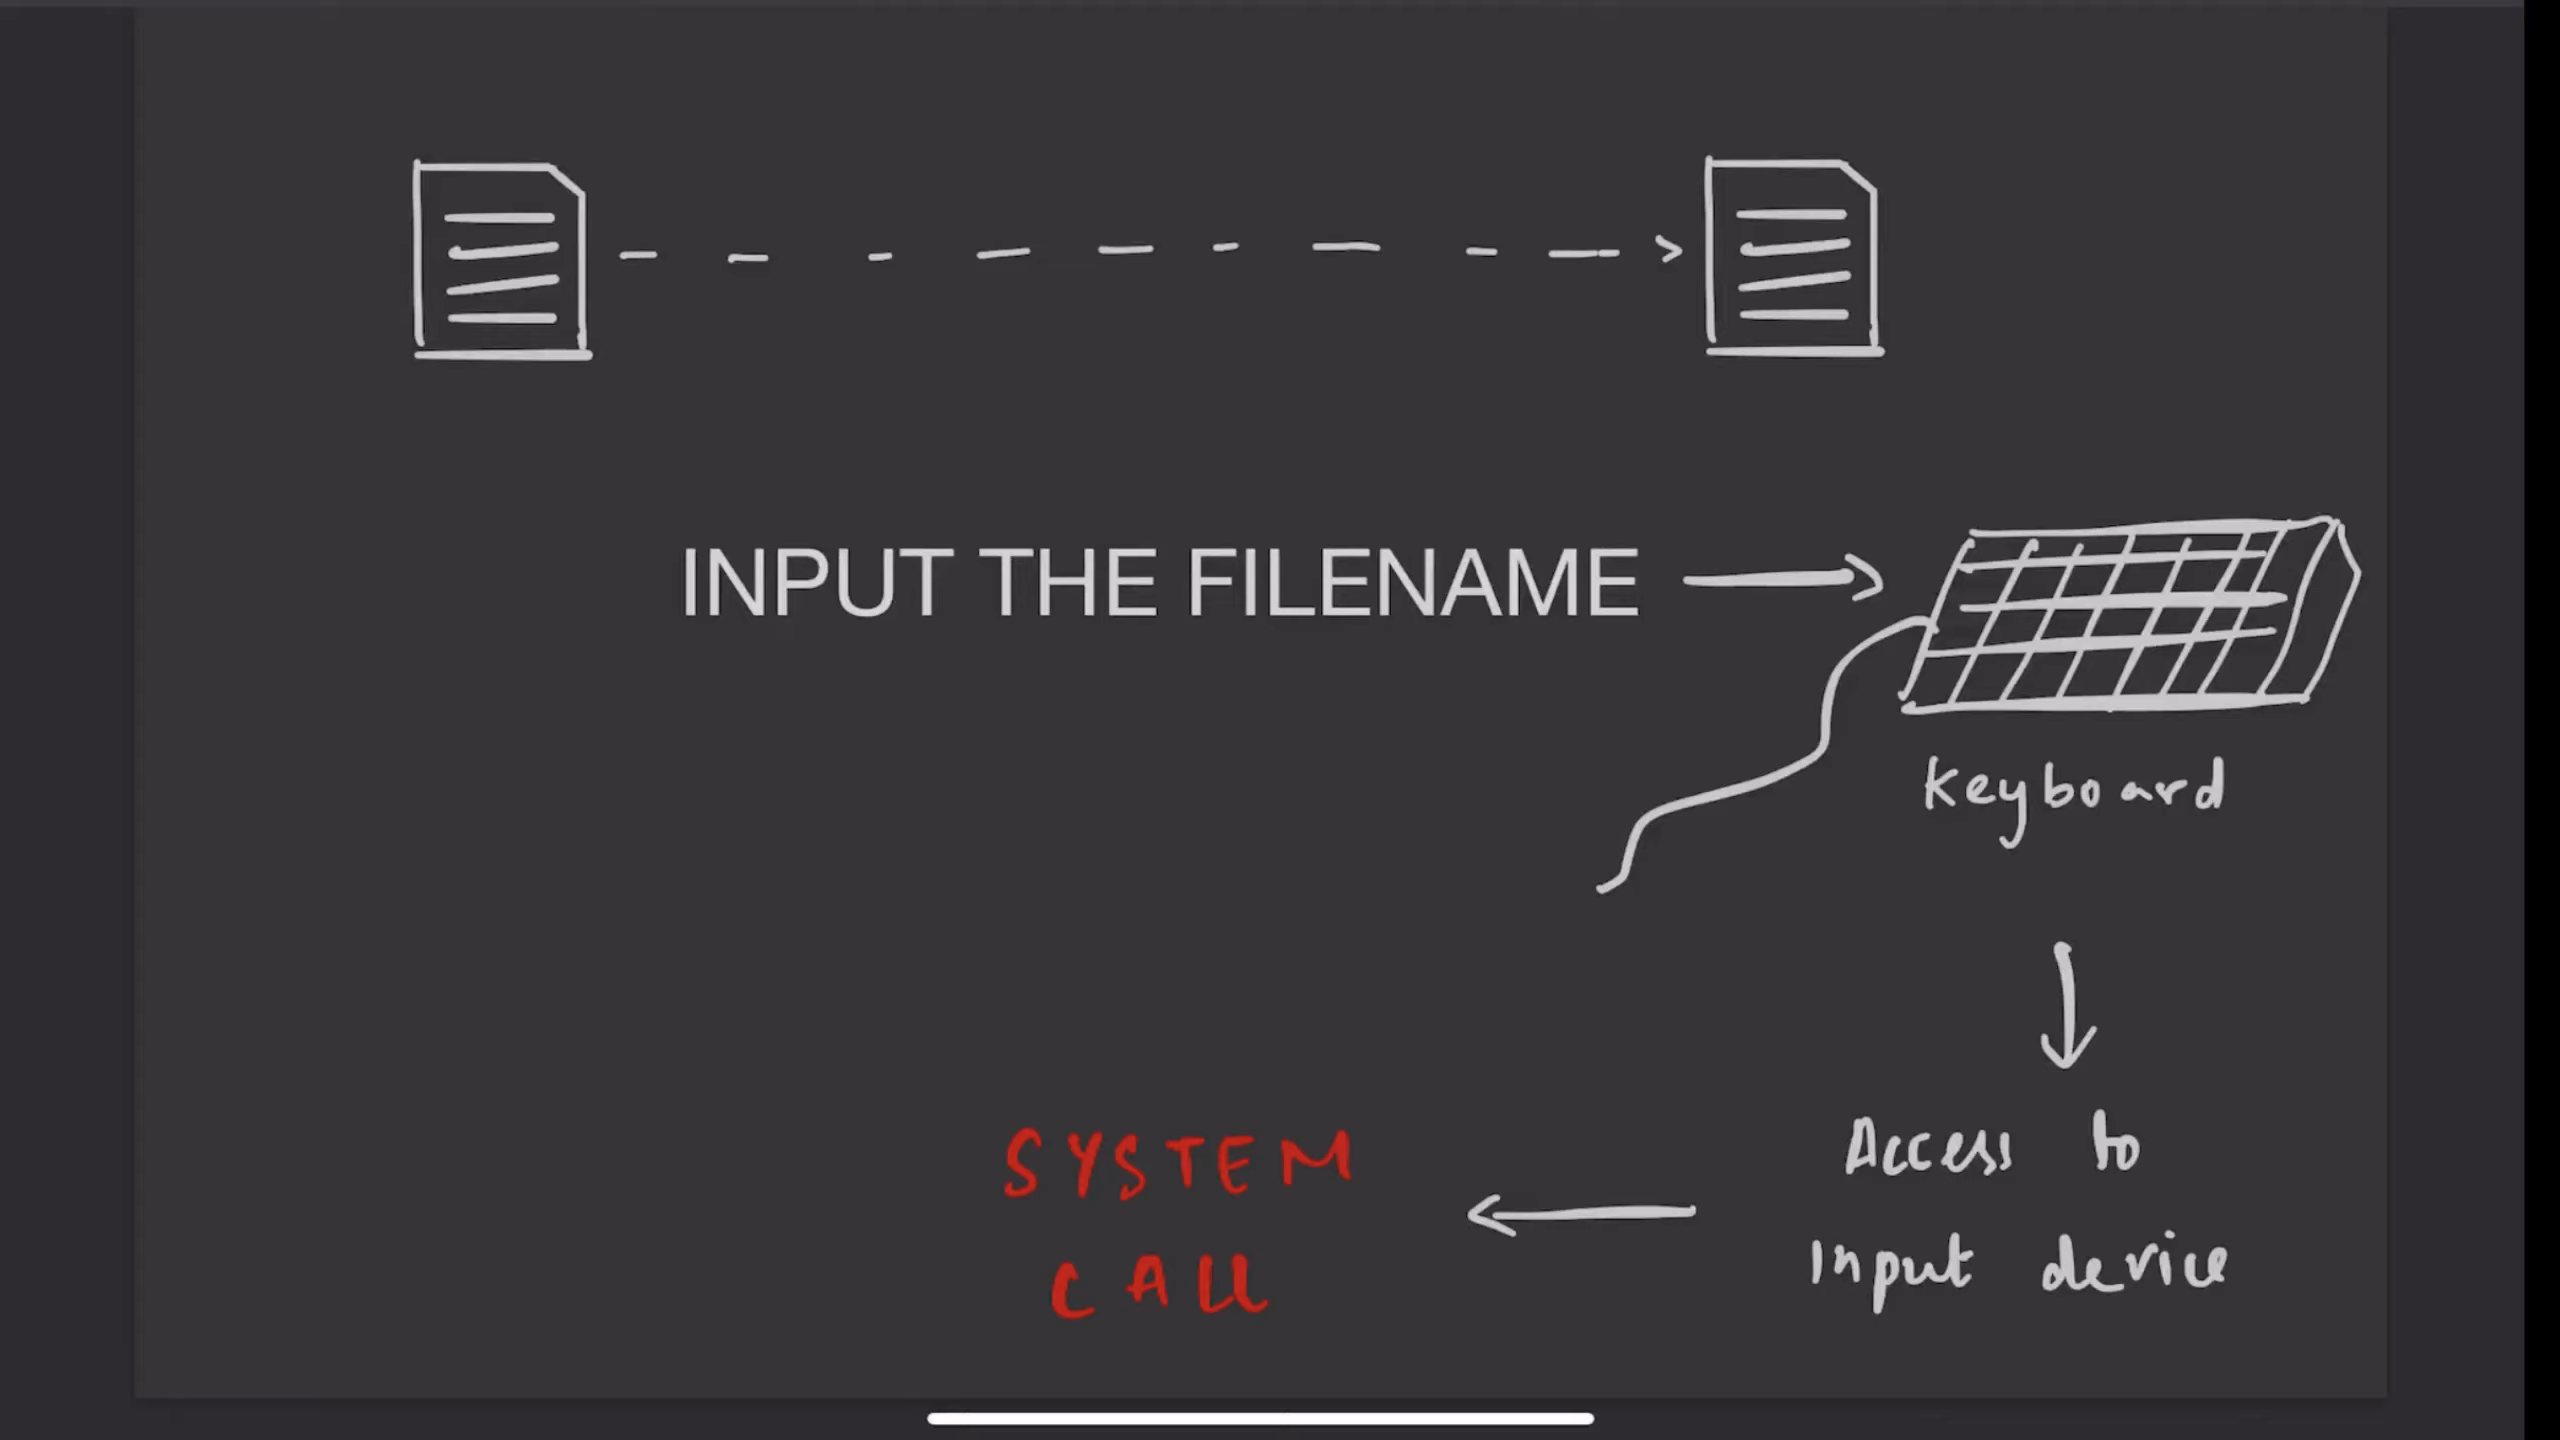 INPUT THE FILENAME
Keyboard
Access to
Input device
SYSTEM
CALL